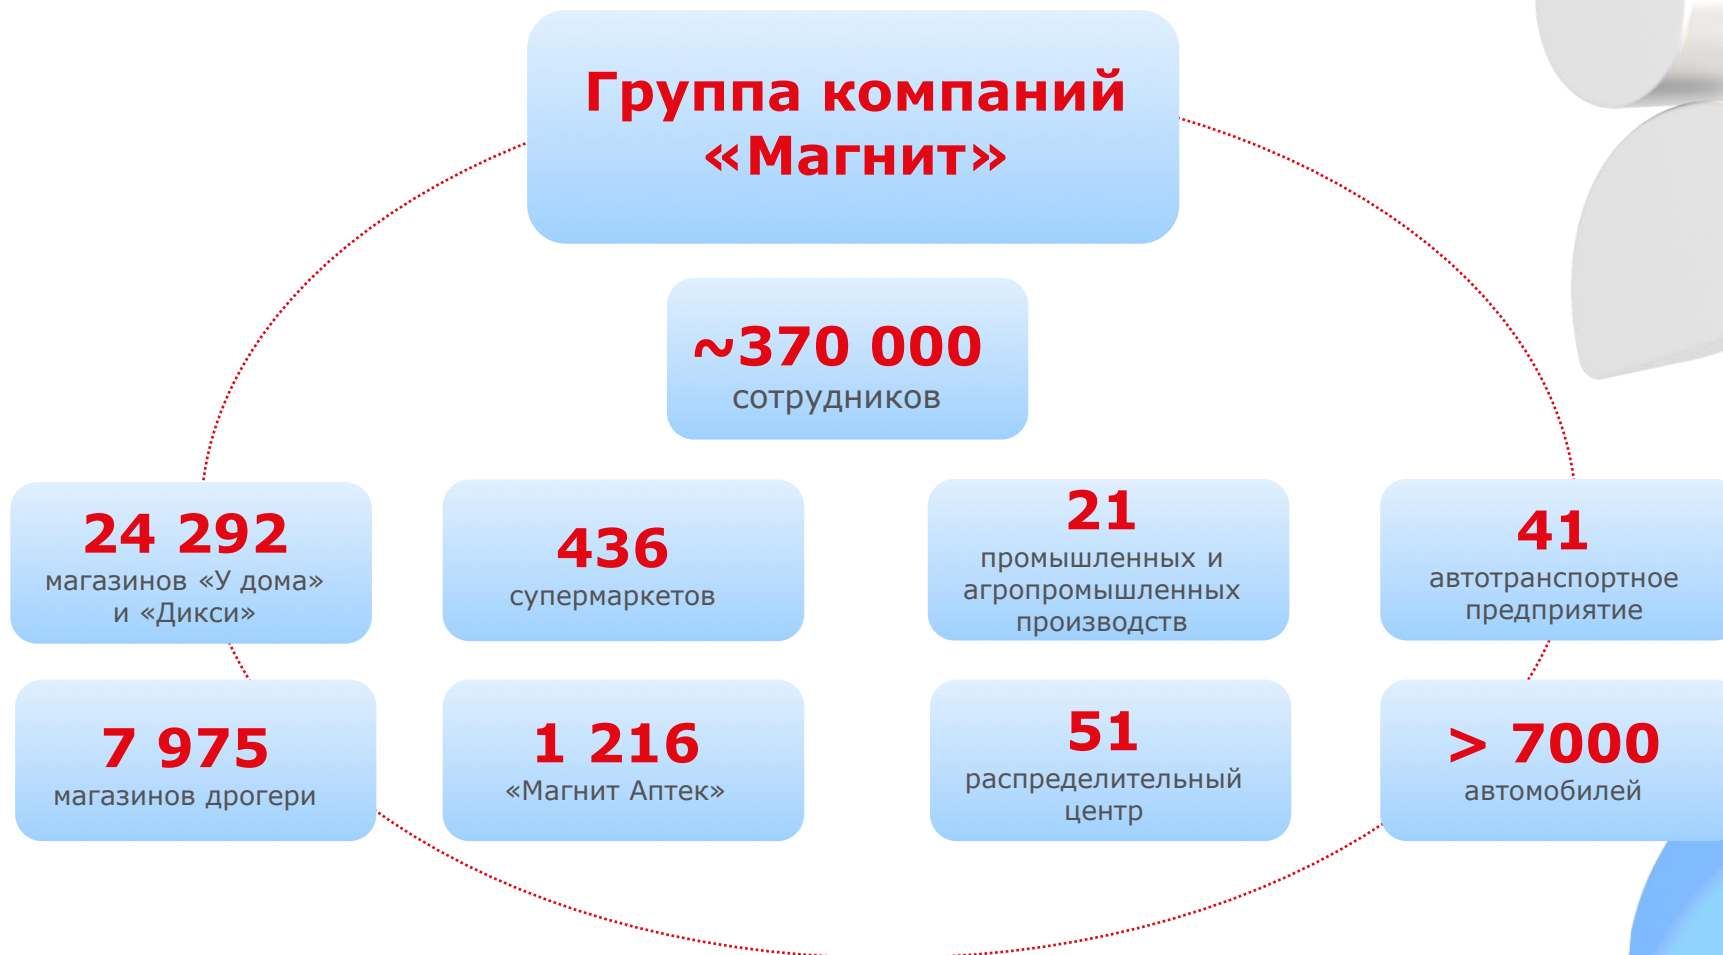 Группа компаний
«Магнит»
~370 000
сотрудников
24 292
магазинов «У дома»
и «Дикси»
436
супермаркетов
21
промышленных и
агропромышленных
производств
41
автотранспортное
предприятие
7 975
магазинов дрогери
1 216
«Магнит Аптек»
51
распределительный
центр
> 7000
автомобилей